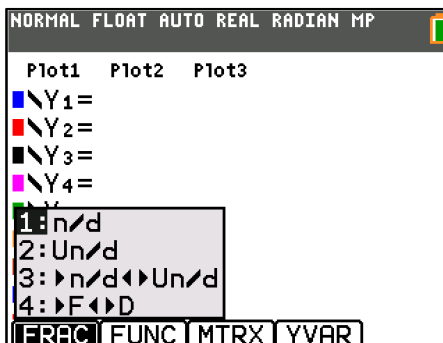 NORMAL FLOAT AUTO REAL RADIAN MP
Plot1 Plot2 Plot3
\Y1=
\Y2=
\Y3=
\Y4=
1:n/d
2:Un/d
3:▶n/d◀▶Un/d
4:▶F◀▶D
FRAC FUNC MTRX YVAR